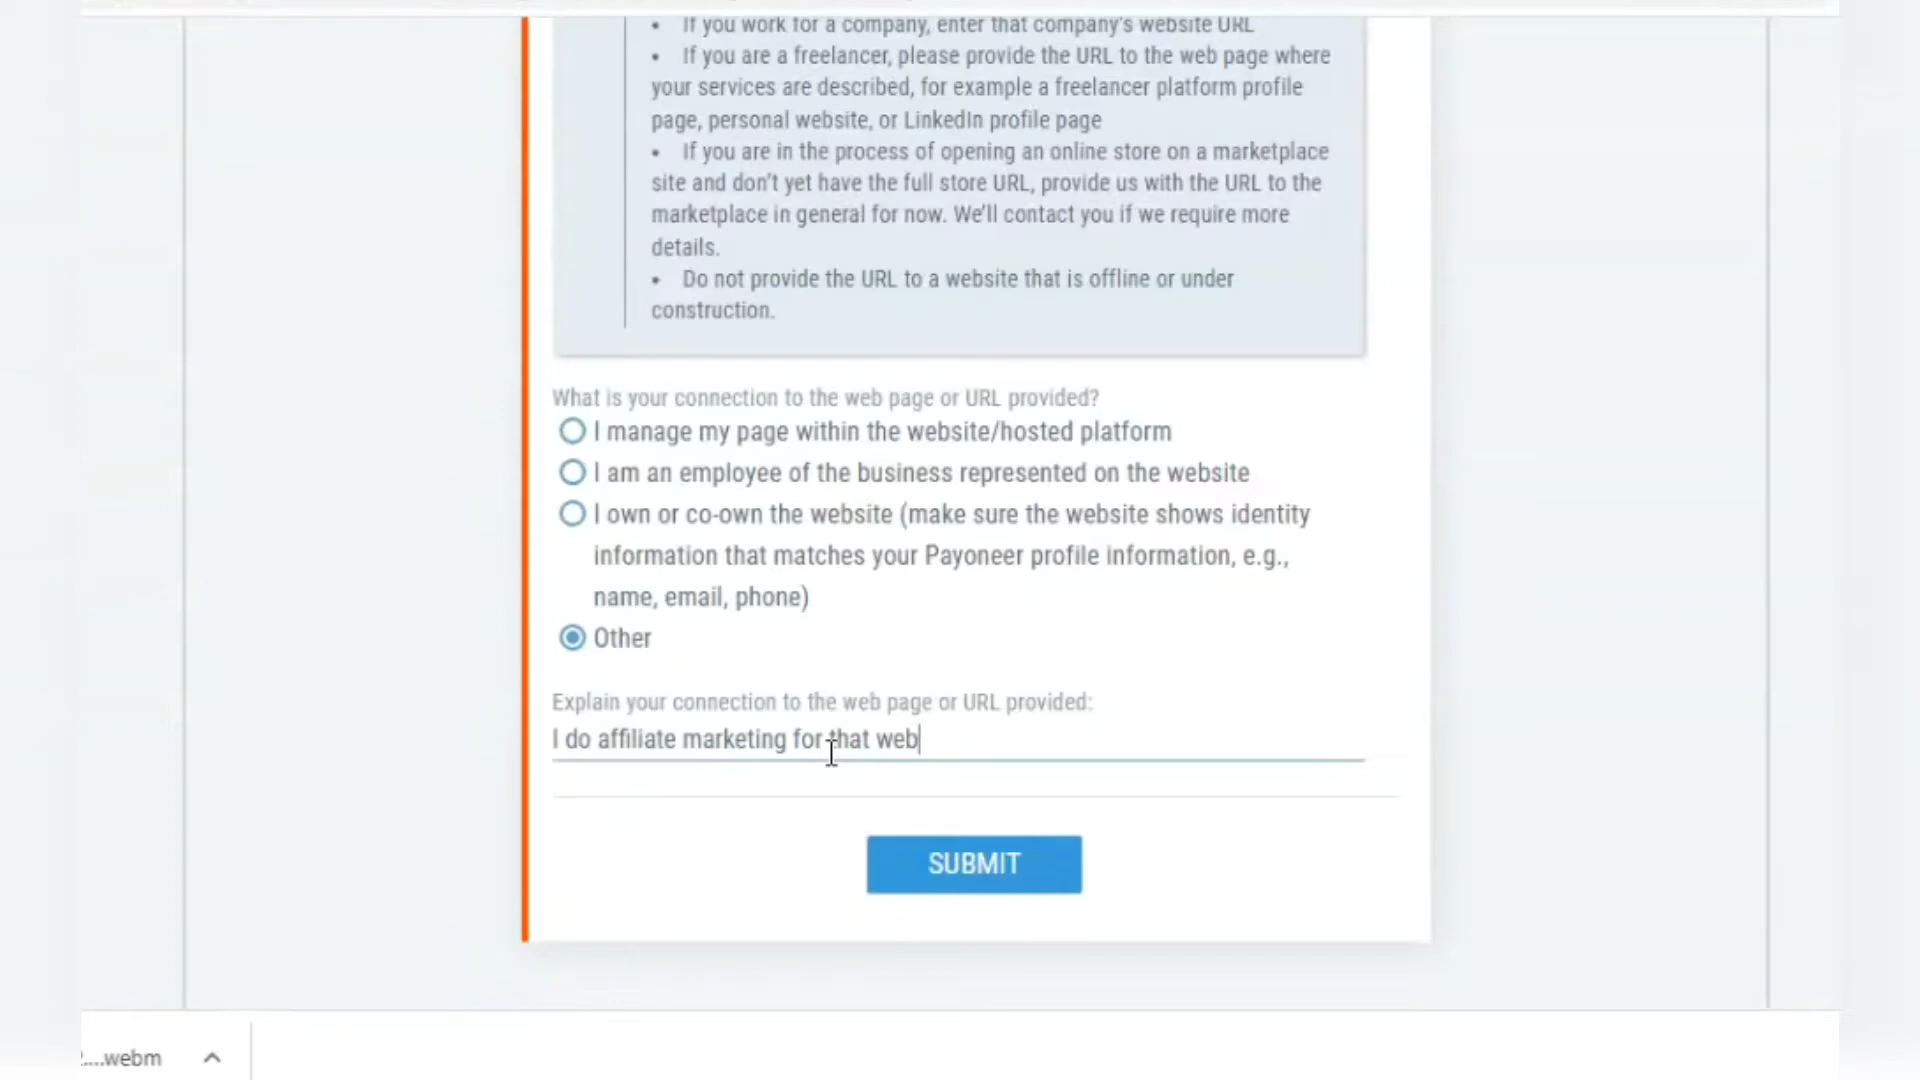 • If you work for a company, enter that company's website URL
• If you are a freelancer, please provide the URL to the web page where
your services are described, for example a freelancer platform profile
page, personal website, or LinkedIn profile page
• If you are in the process of opening an online store on a marketplace
site and don't yet have the full store URL, provide us with the URL to the
marketplace in general for now. We'll contact you if we require more
details.
• Do not provide the URL to a website that is offline or under
construction.
What is your connection to the web page or URL provided?
I manage my page within the website/hosted platform
I am an employee of the business represented on the website
I own or co-own the website (make sure the website shows identity
information that matches your Payoneer profile information, e.g.,
name, email, phone)
Other
Explain your connection to the web page or URL provided:
I do affiliate marketing for that web
SUBMIT
....webm